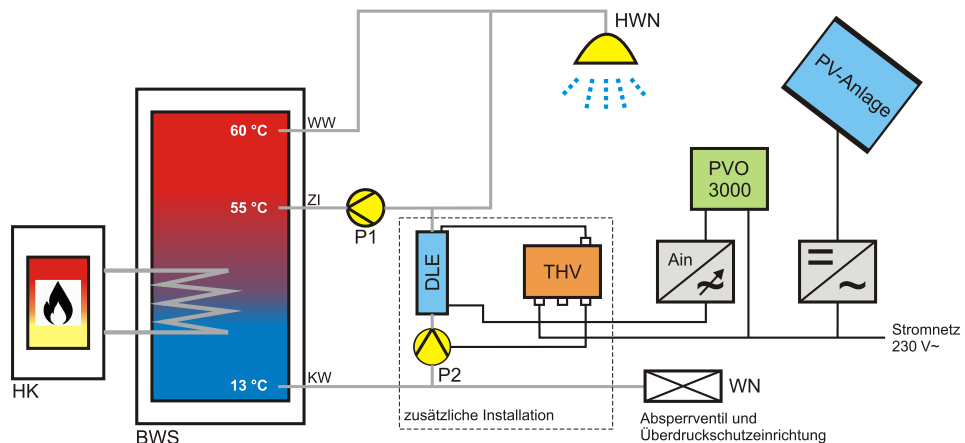 HWN
PV-Anlage
60 °C
WW
PVO
3000
55 °C
ZI
P1
DLE
THV
Ain
P2
Stromnetz
230 V~
HK
13 °C
KW
WN
zusätzliche Installation
Absperrventil und
Überdruckschutzeinrichtung
BWS